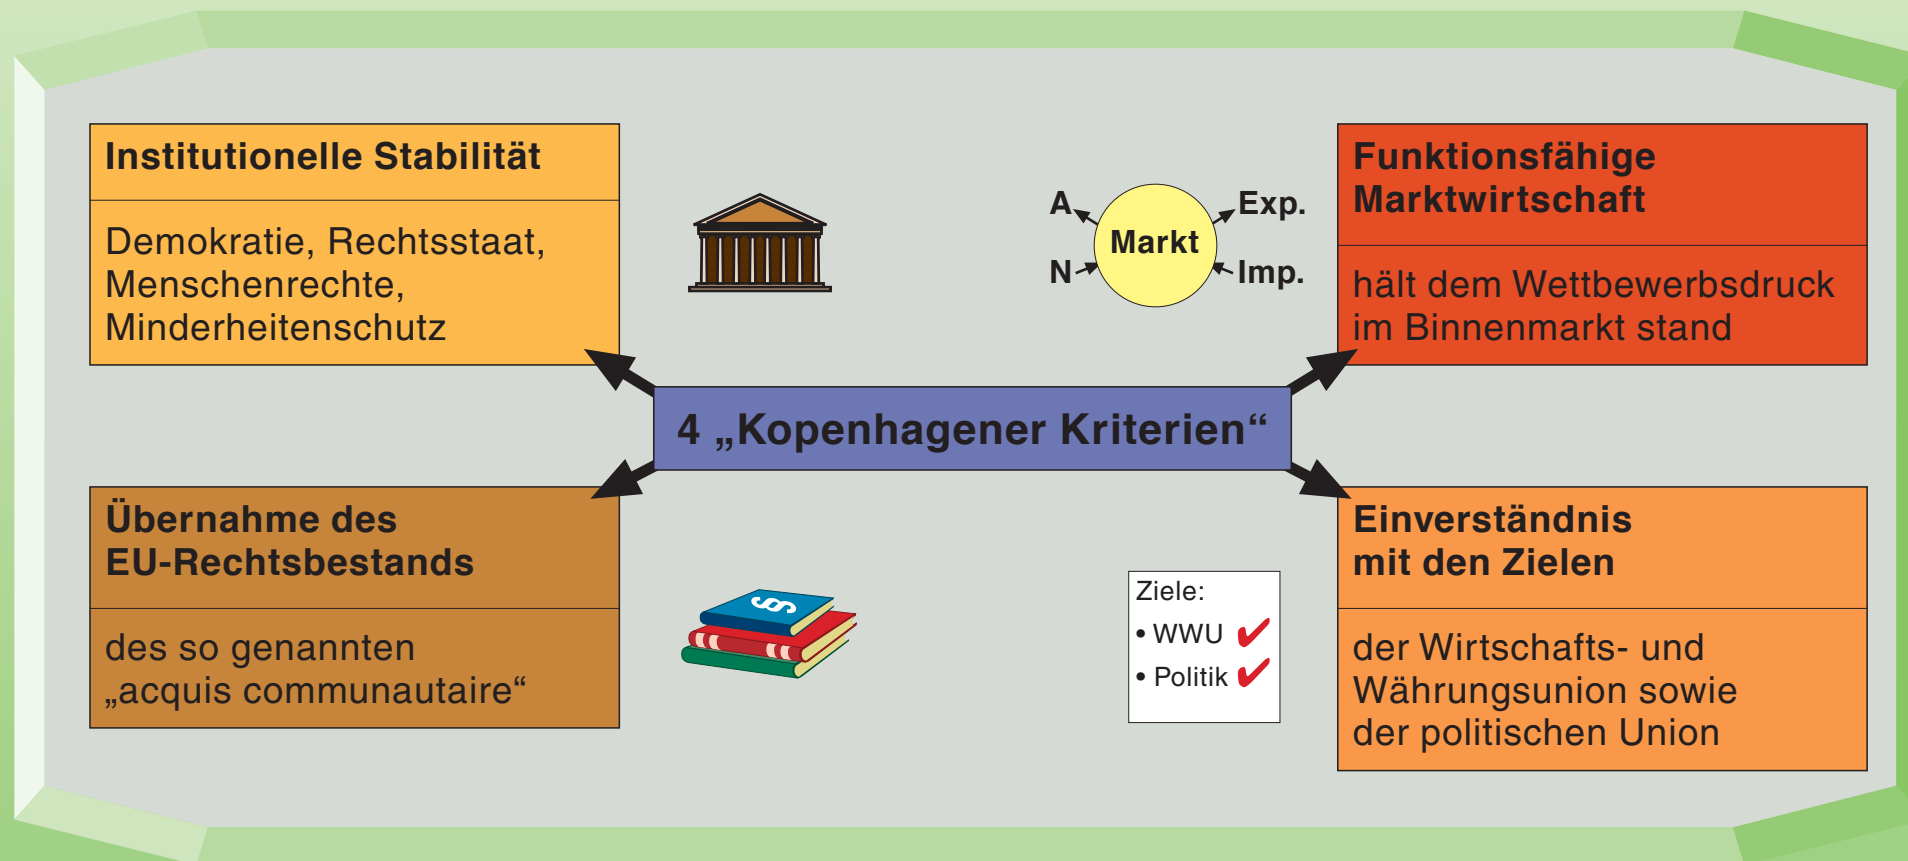 Institutionelle Stabilität
Demokratie, Rechtsstaat,
Menschenrechte,
Minderheitenschutz
A
N
Markt
Exp.
Imp.
Funktionsfähige
Marktwirtschaft
hält dem Wettbewerbsdruck
im Binnenmarkt stand
4 „Kopenhagener Kriterien“
Übernahme des
EU-Rechtsbestands
des so genannten
„acquis communautaire“
§
Ziele:
• WWU ✔
• Politik ✔
Einverständnis
mit den Zielen
der Wirtschafts- und
Währungsunion sowie
der politischen Union